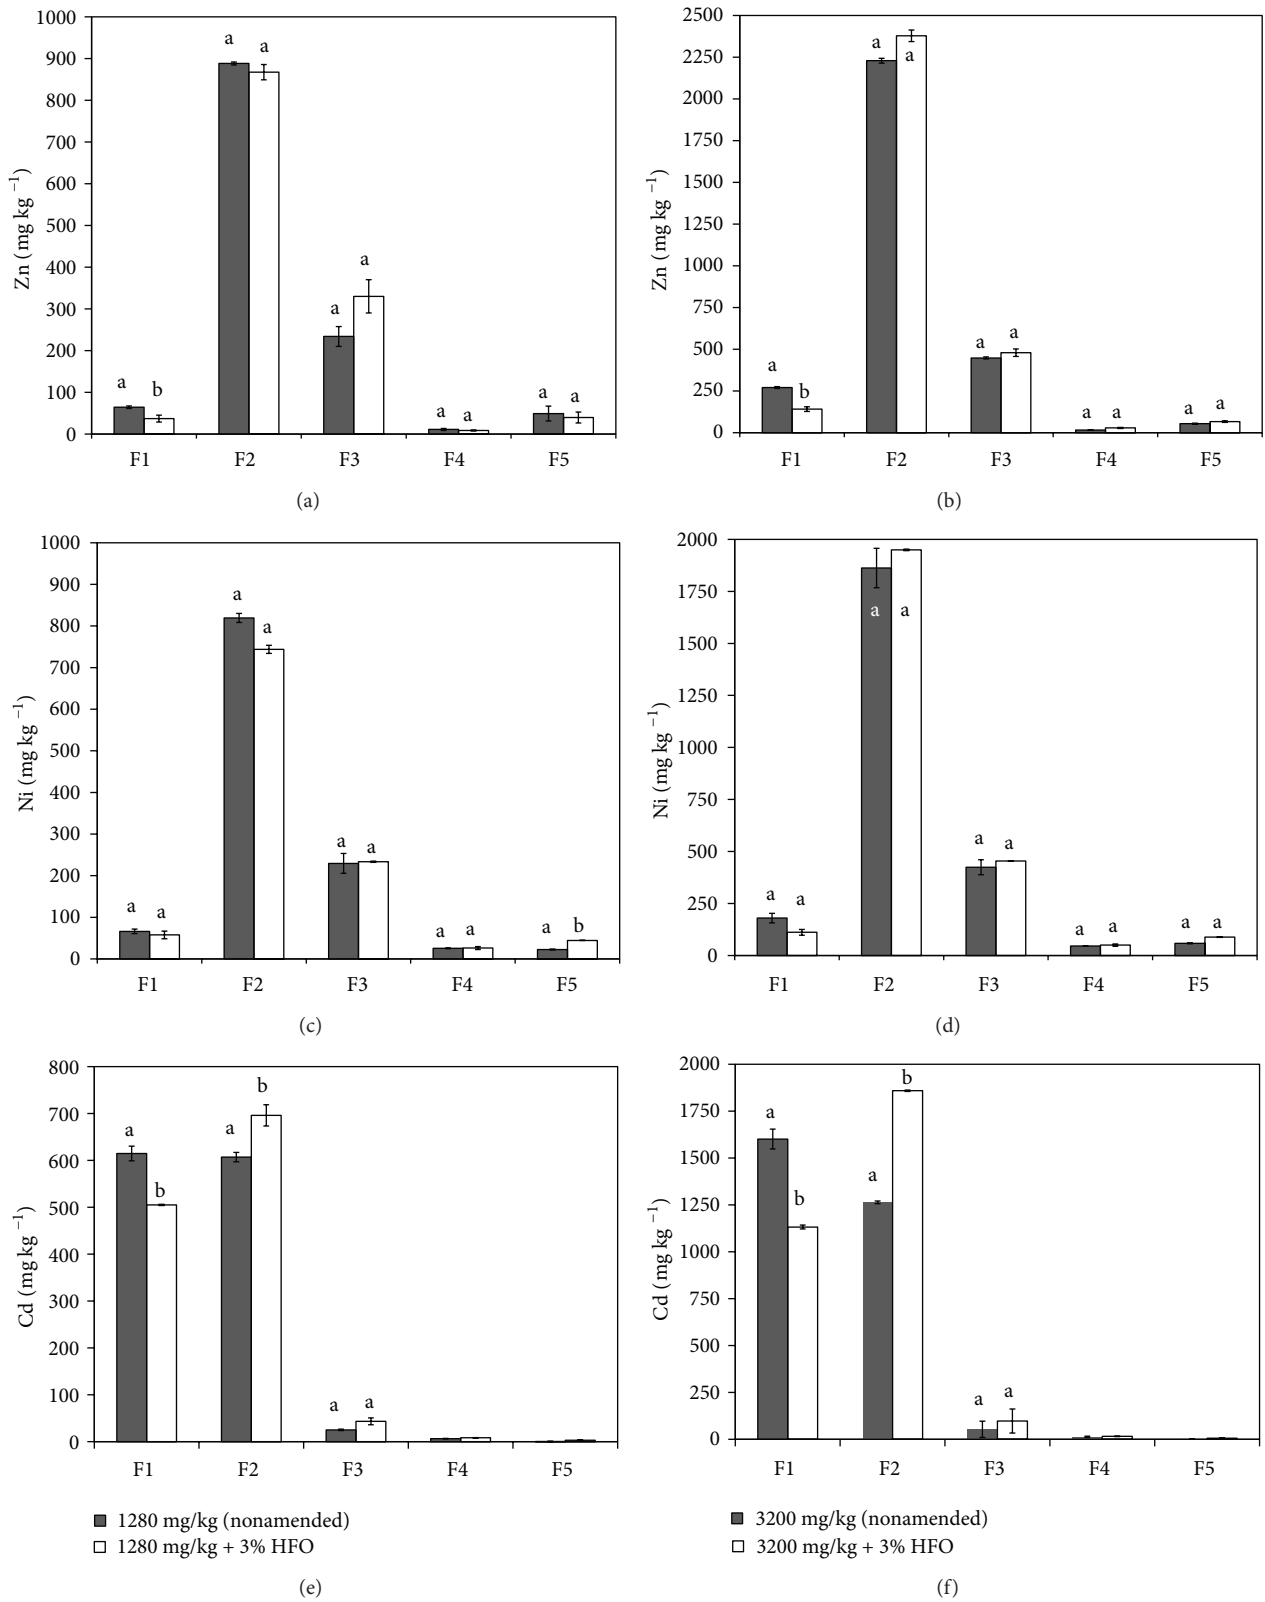 1000
900
800
700
600
500
400
300
200
100
0
Zn (mg kg −1)
a a
a b
a a
a a
a a
F1 F2 F3 F4 F5
(a)
2500
2250
2000
1750
1500
1250
1000
750
500
250
0
Zn (mg kg −1)
a b
a a
a a
a a
a a
F1 F2 F3 F4 F5
(b)
1000
900
800
700
600
500
400
300
200
100
0
Ni (mg kg −1)
a a
a a
a a
a a
a b
F1 F2 F3 F4 F5
(c)
2000
1750
1500
1250
1000
750
500
250
0
Ni (mg kg −1)
a a
a a
a a
a a
a a
F1 F2 F3 F4 F5
(d)
800
700
600
500
400
300
200
100
0
Cd (mg kg −1)
a b
a b
a a
F1 F2 F3 F4 F5
1280 mg/kg (nonamended)
1280 mg/kg + 3% HFO
(e)
2000
1750
1500
1250
1000
750
500
250
0
Cd (mg kg −1)
a b
a b
a a
F1 F2 F3 F4 F5
3200 mg/kg (nonamended)
3200 mg/kg + 3% HFO
(f)